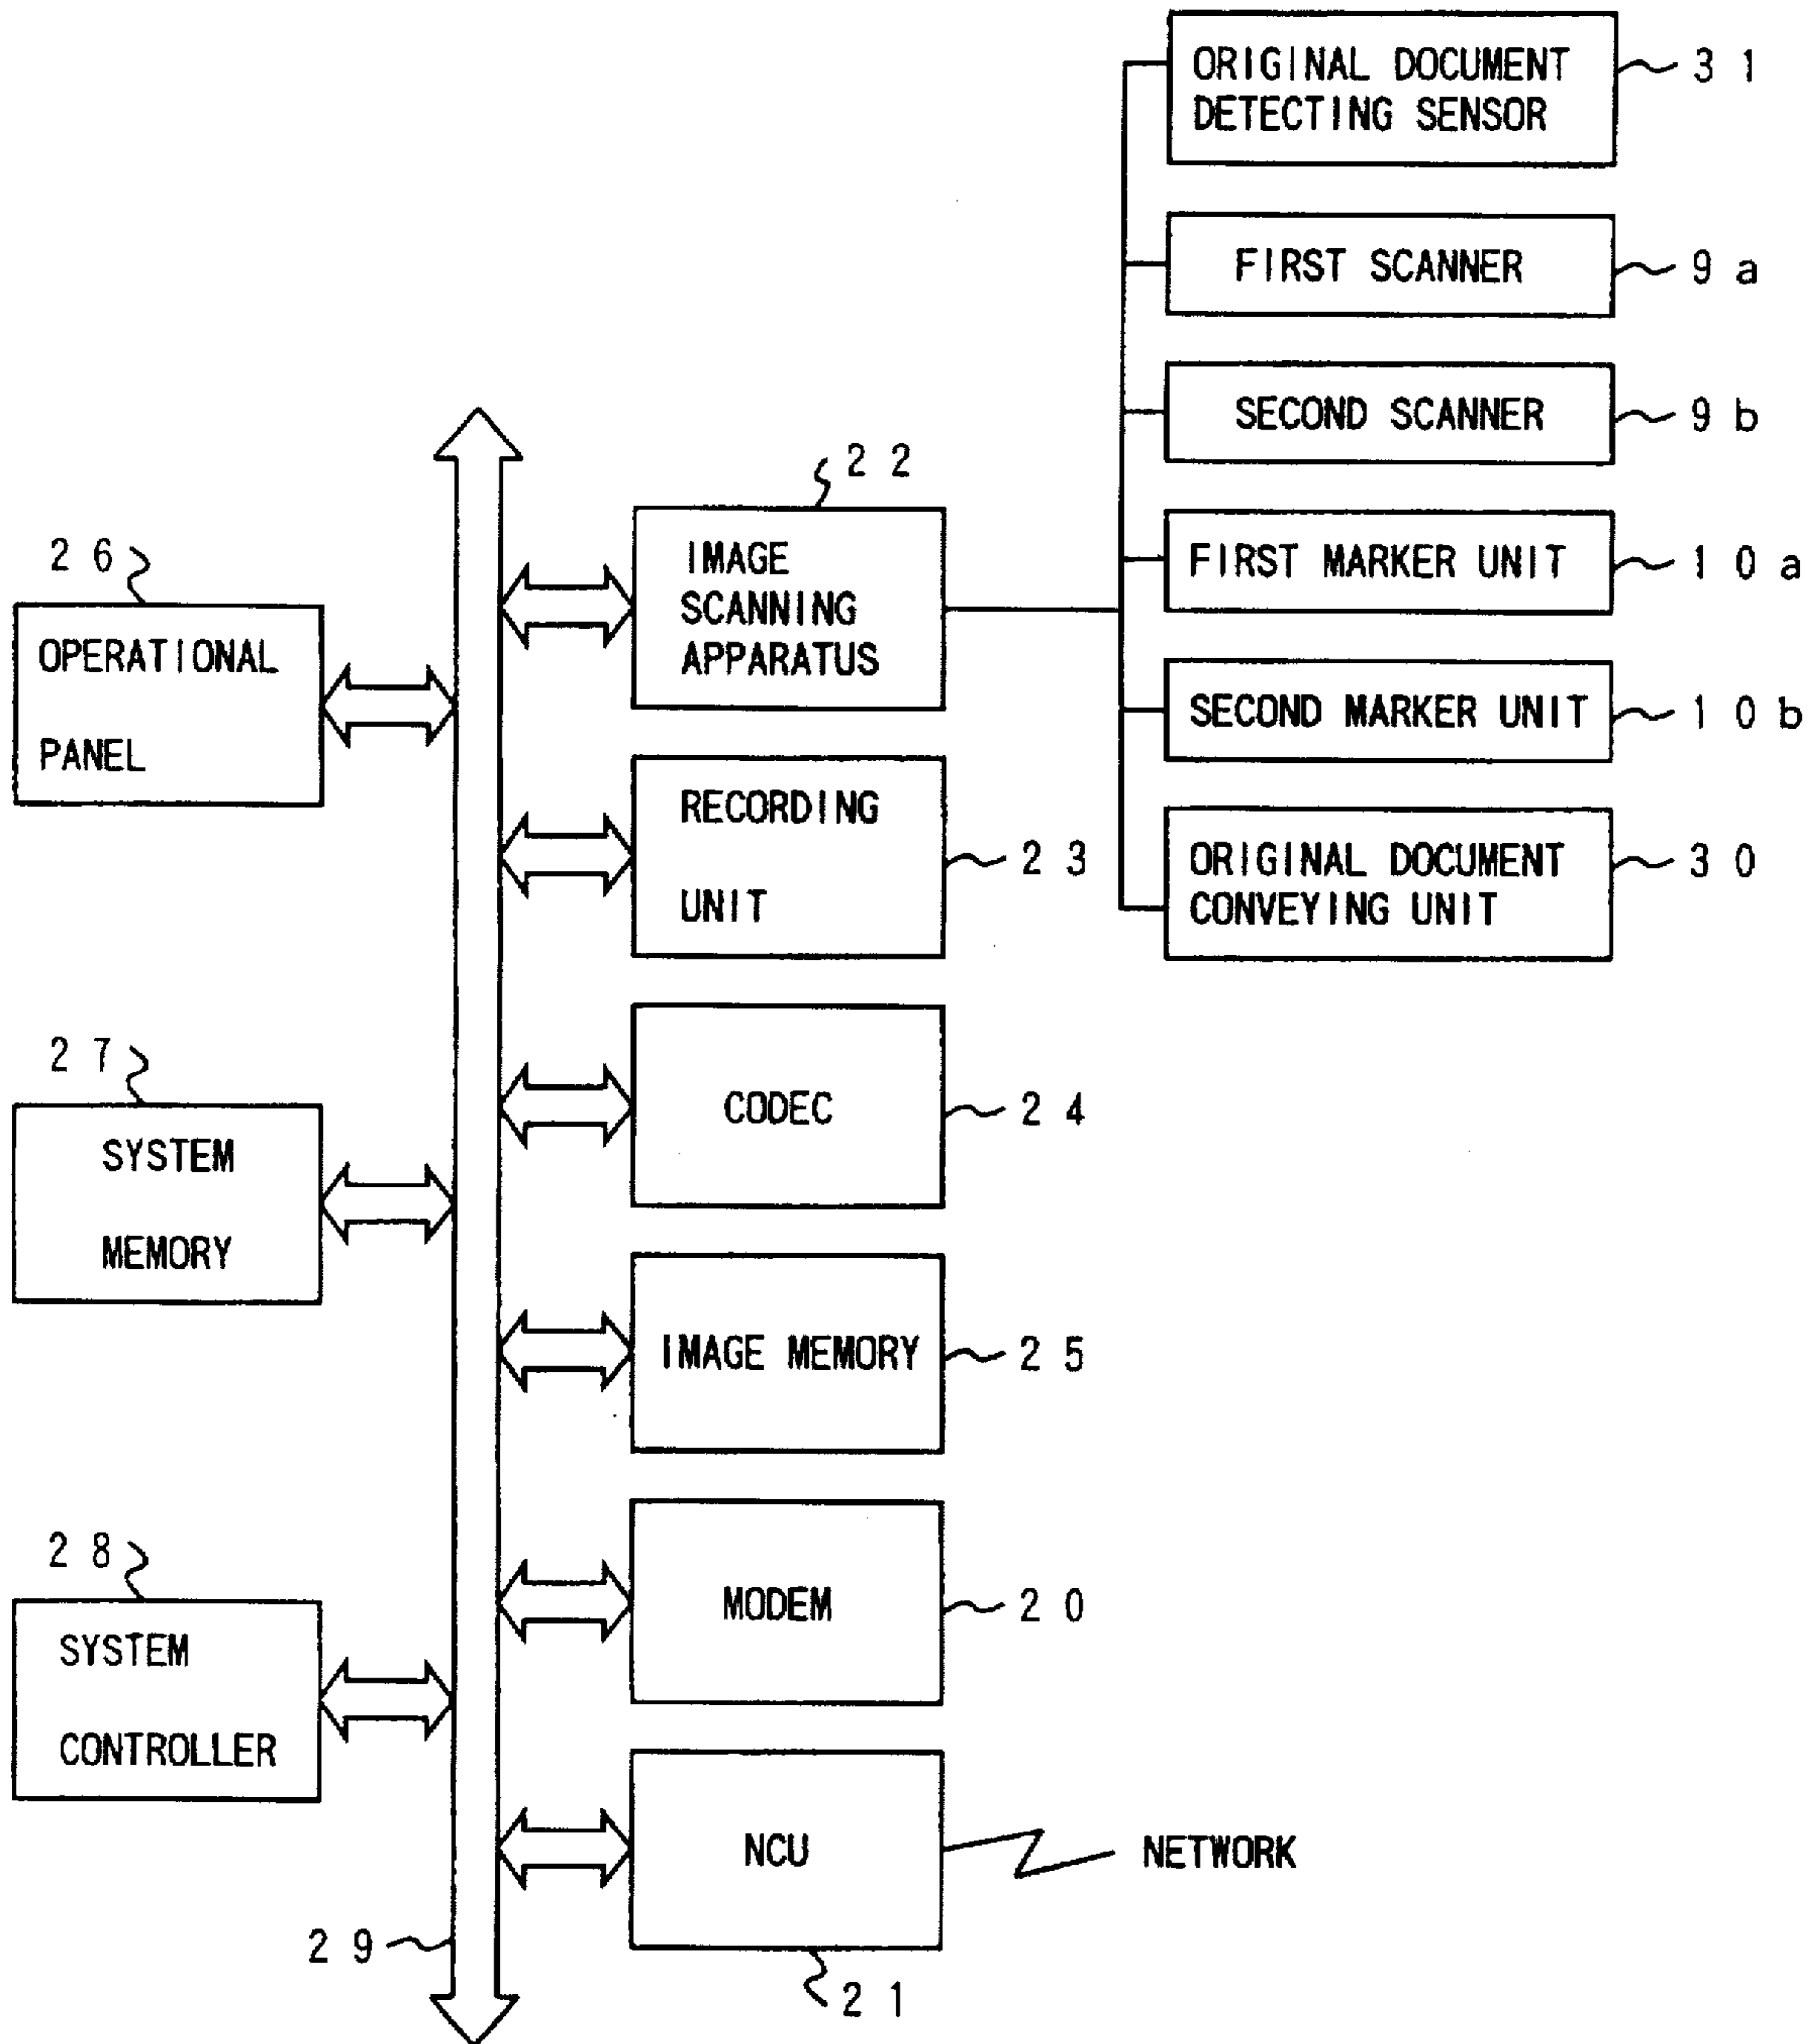 ORIGINAL DOCUMENT
DETECTING SENSOR
31
FIRST SCANNER
9a
SECOND SCANNER
9b
22
IMAGE
SCANNING
APPARATUS
FIRST MARKER UNIT
10a
26
OPERATIONAL
PANEL
SECOND MARKER UNIT
10b
RECORDING
UNIT
23
ORIGINAL DOCUMENT
CONVEYING UNIT
30
27
SYSTEM
MEMORY
CODEC
24
IMAGE MEMORY
25
28
SYSTEM
CONTROLLER
MODEM
20
NCU
NETWORK
29
21